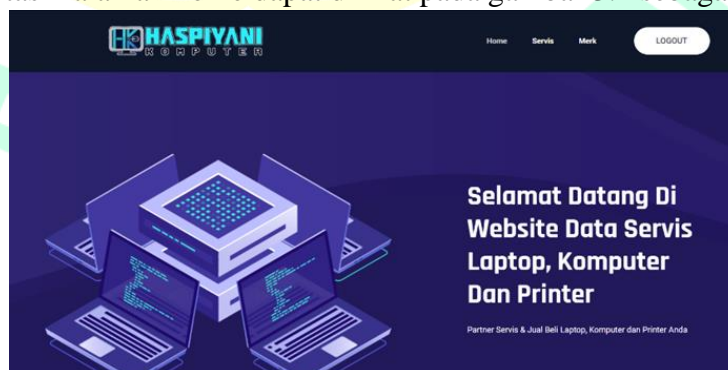 HASPIYANI
KOMPUTER
Home Servis Merk LOGOUT
Selamat Datang Di
Website Data Servis
Laptop, Komputer
Dan Printer
Partner Servis & Jual Beli Laptop, Komputer dan Printer Anda